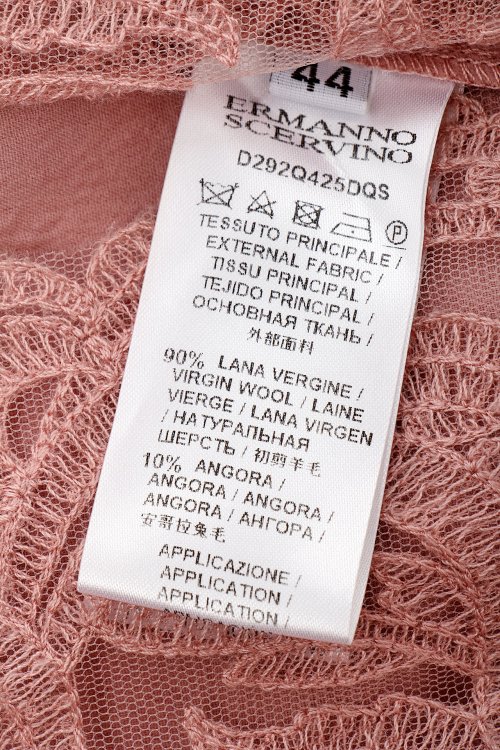 44
ERMANNO
SCERVINO
D292Q425DQS
P
TESSUTO PRINCIPALE /
EXTERNAL FABRIC /
TISSU PRINCIPAL /
TEJIDO PRINCIPAL /
ОСНОВНАЯ ТКАНЬ /
外部面料
90% LANA VERGINE /
VIRGIN WOOL / LAINE
VIERGE / LANA VIRGEN
/ НАТУРАЛЬНАЯ
ШЕРСТЬ / 初剪羊毛
10% ANGORA /
ANGORA / ANGORA /
ANGORA / АНГОРА /
安哥拉兔毛
APPLICAZIONE /
APPLICATION /
APPLICATION /